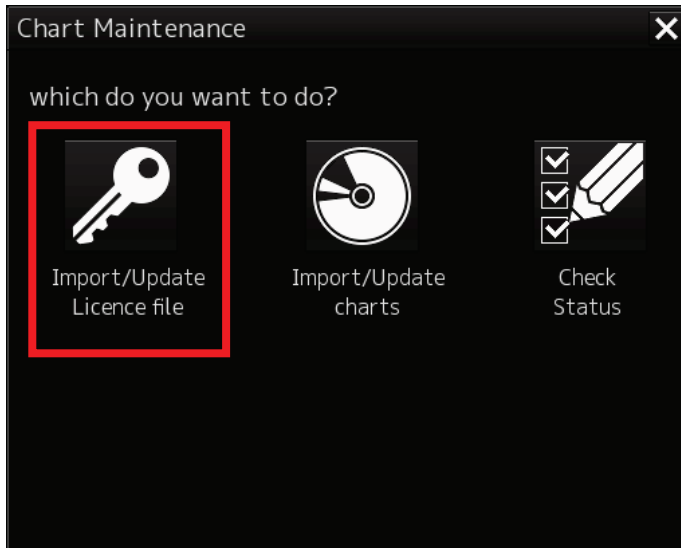 Chart Maintenance
which do you want to do?
Import/Update
Licence file
Import/Update
charts
Check
Status